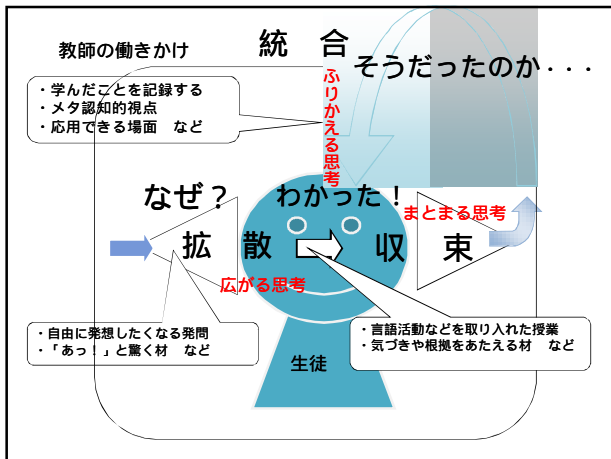 教師の働きかけ
統　合
そうだったのか・・・
・学んだことを記録する
・メタ認知的視点
・応用できる場面　など
ふりかえる思考
なぜ？
わかった！
まとまる思考
拡　散
収　束
広がる思考
・自由に発想したくなる発問
・「あっ！」と驚く材　など
・言語活動などを取り入れた授業
・気づきや根拠をあたえる材　など
生徒